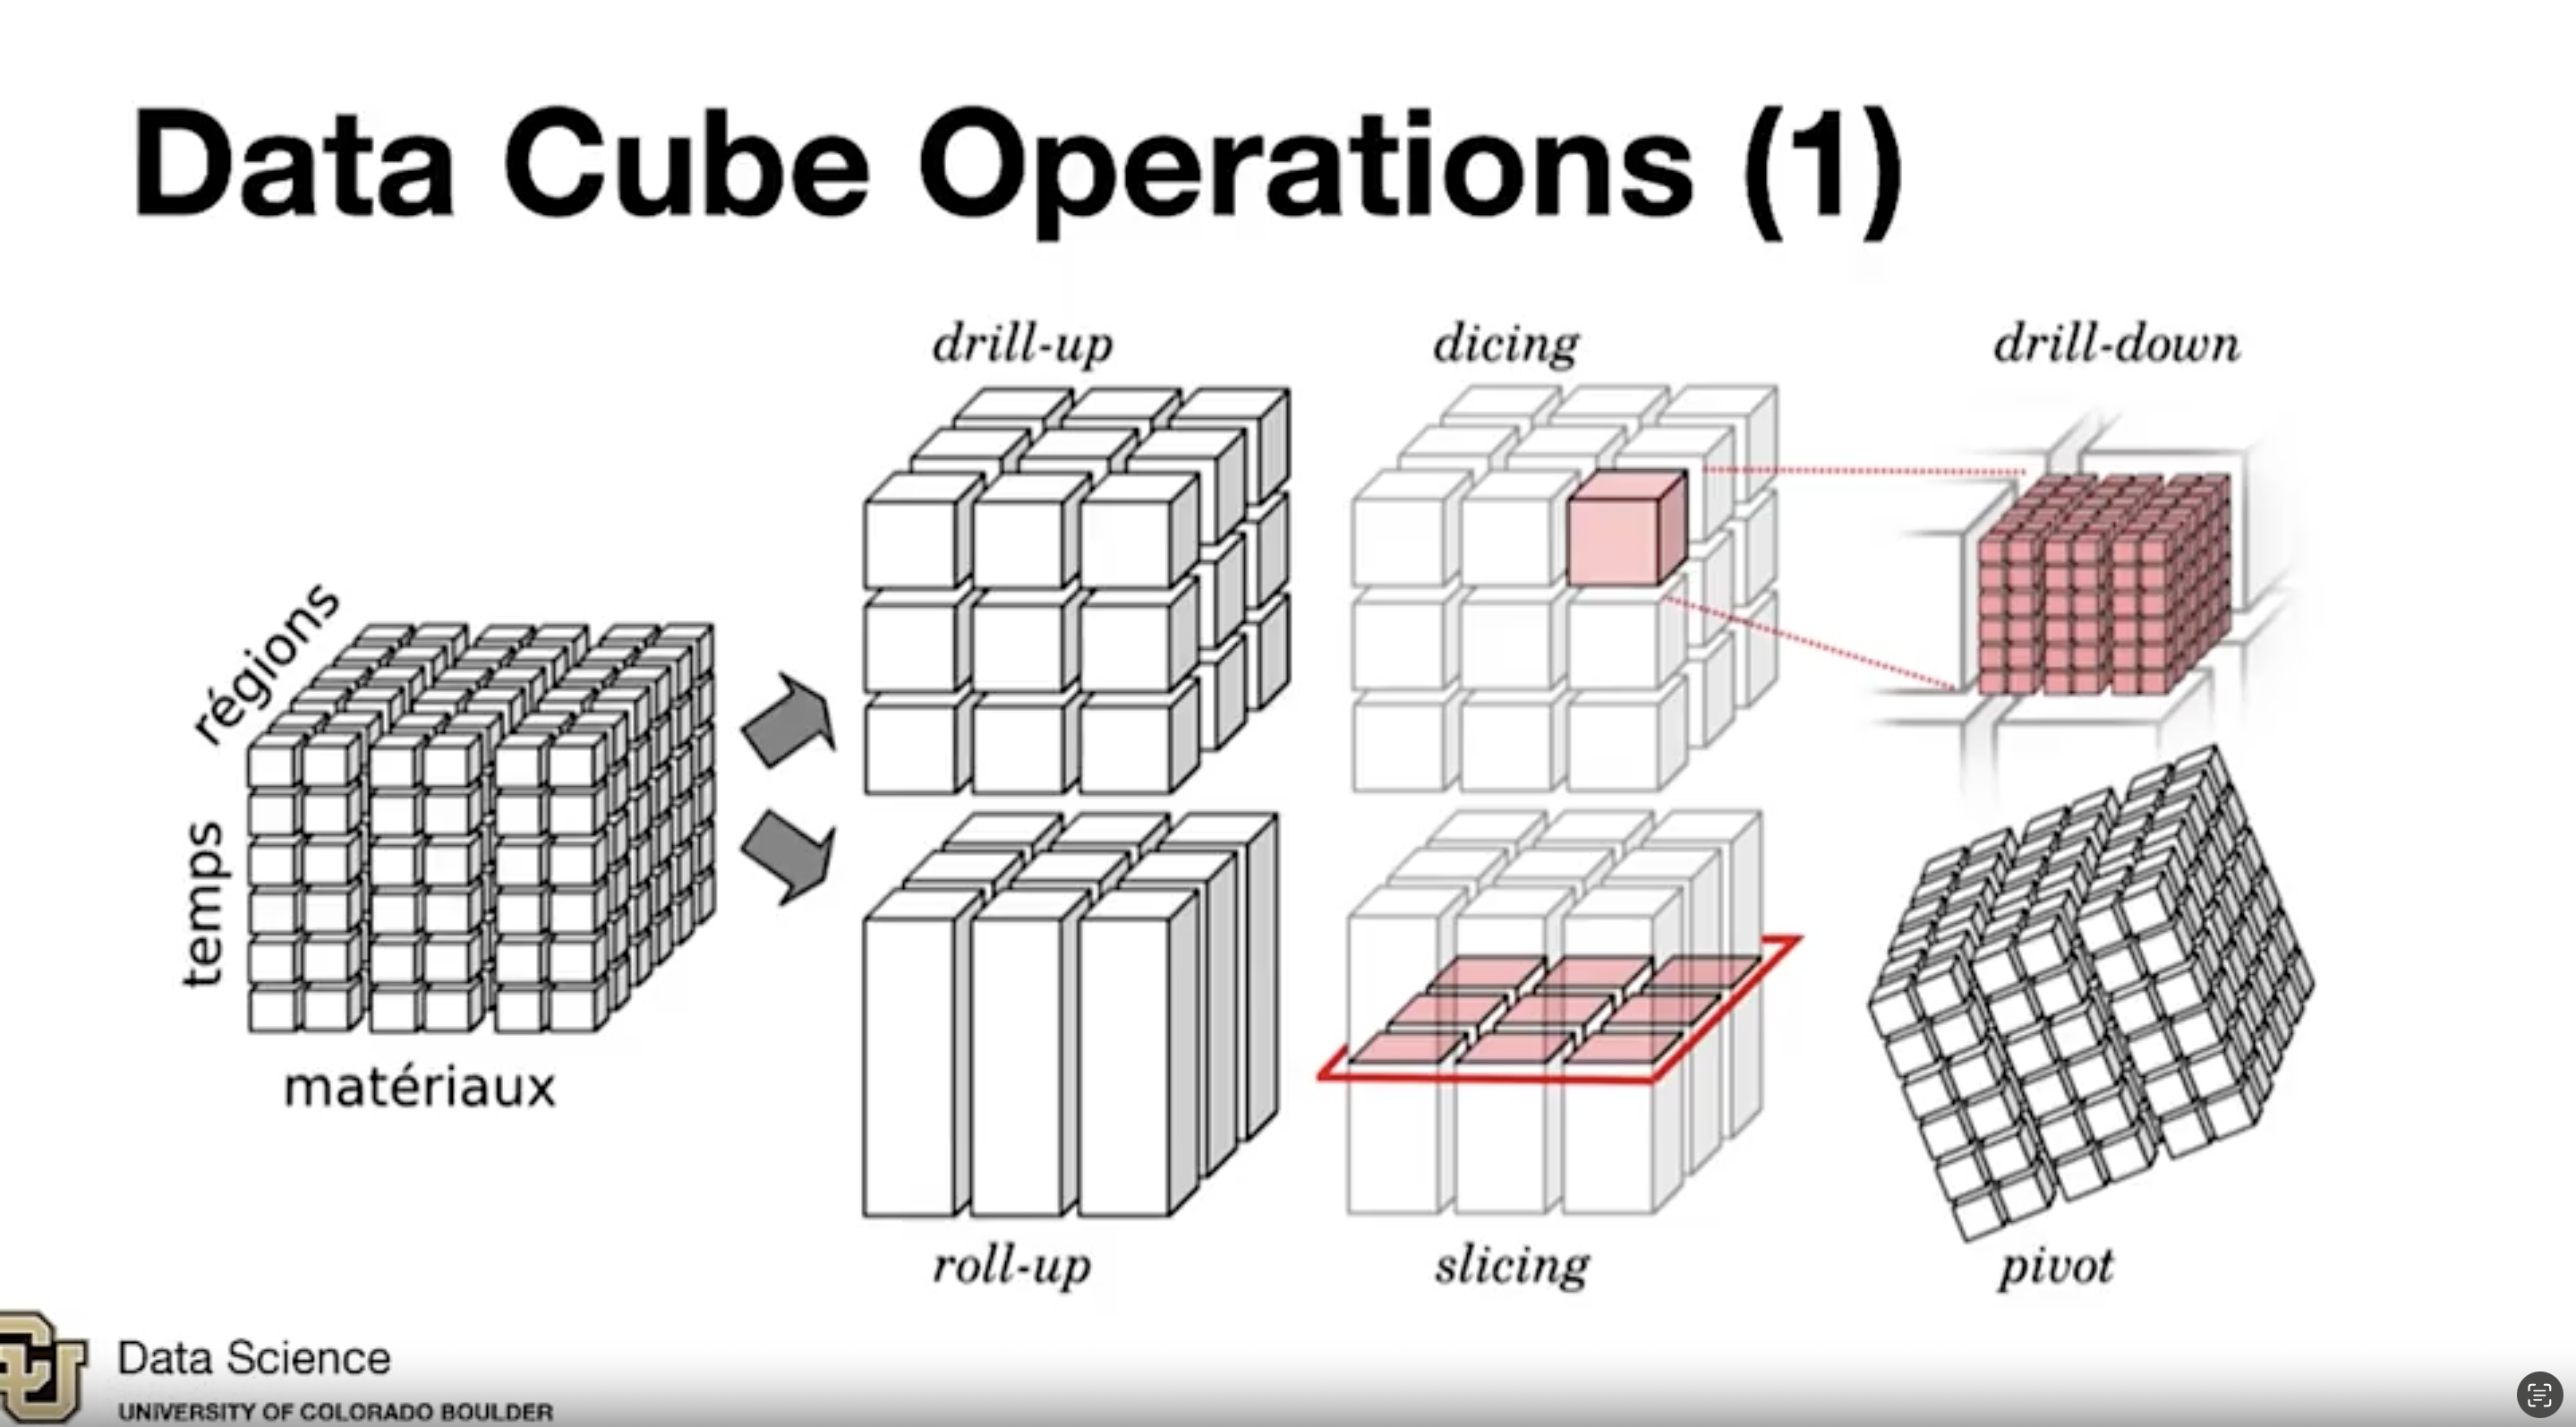 Data Cube Operations (1)
drill-up
dicing
drill-down
régions
temps
matériaux
roll-up
slicing
pivot
Data Science
UNIVERSITY OF COLORADO BOULDER